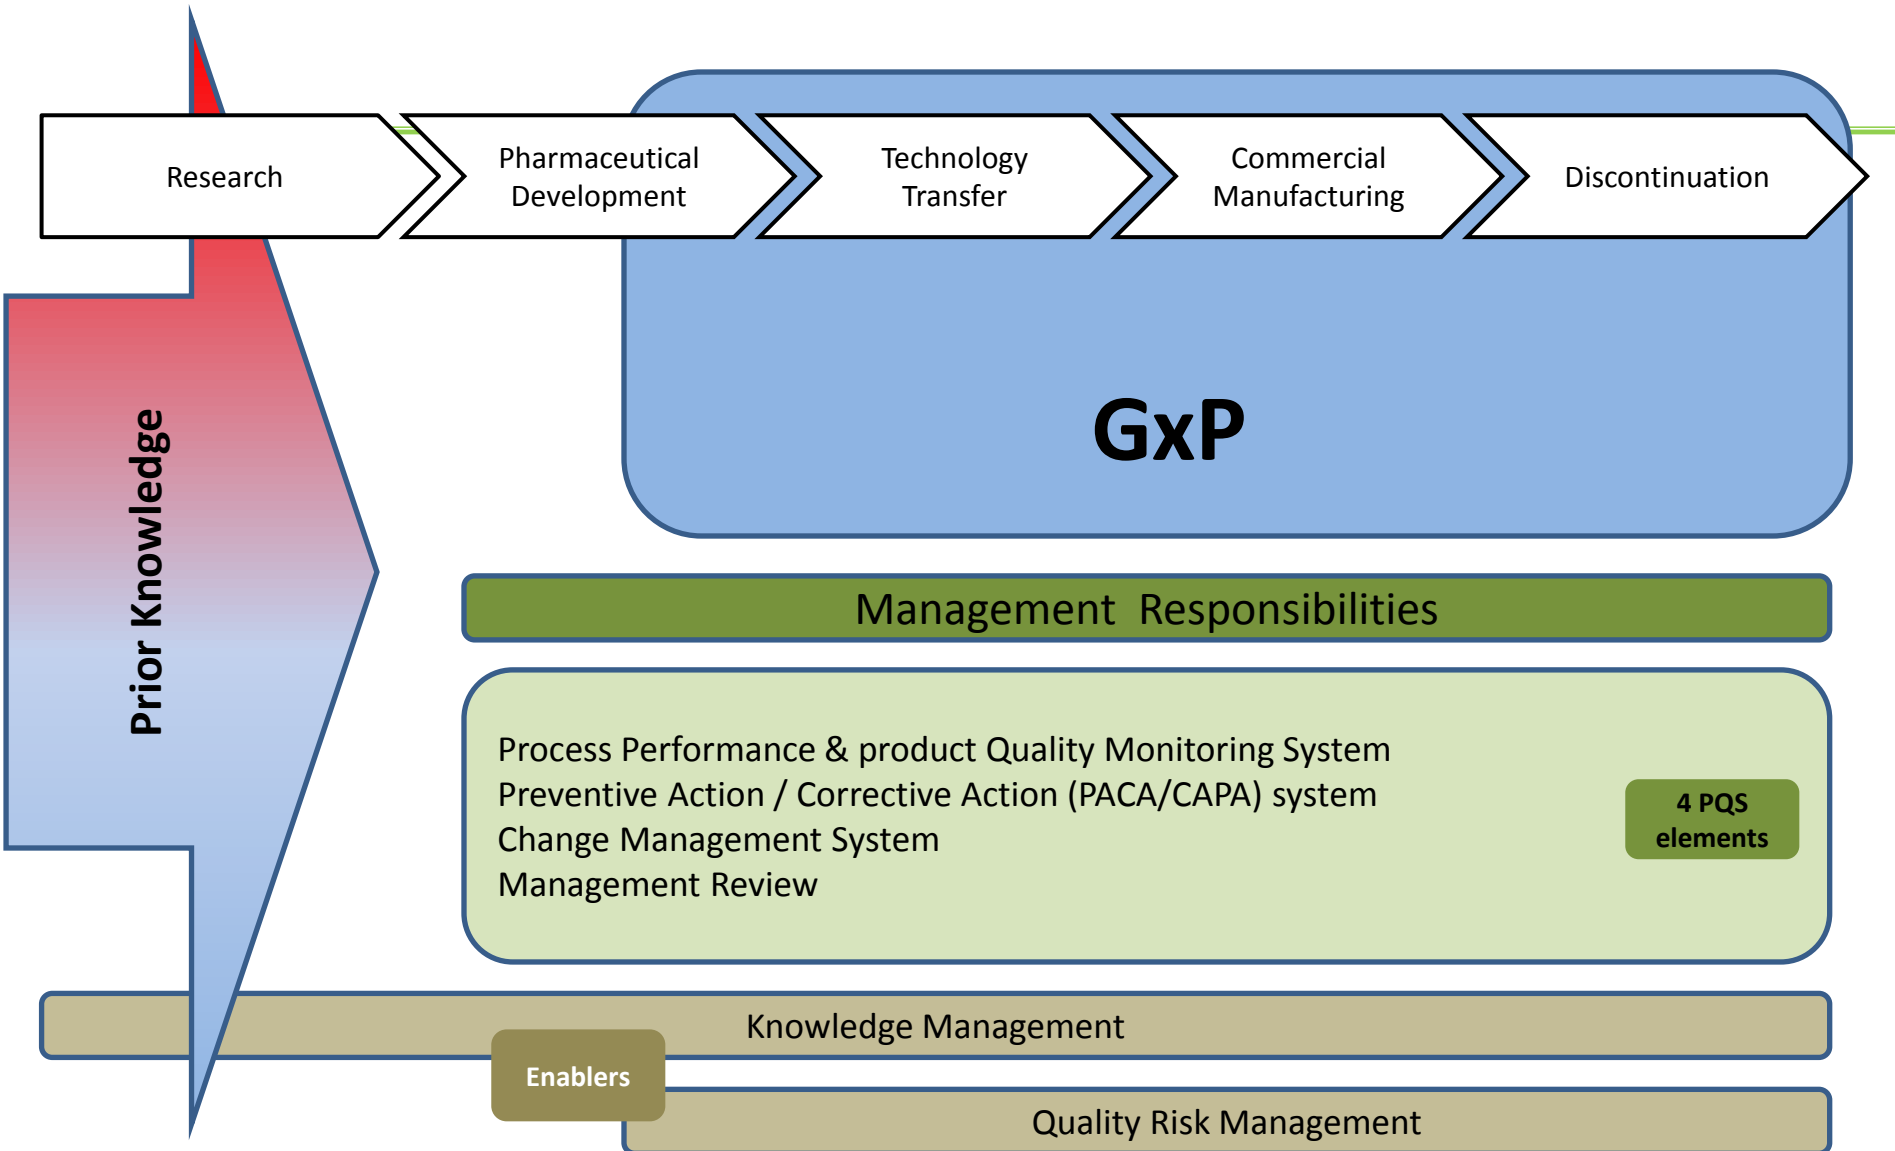 Research
Pharmaceutical
Development
Technology
Transfer
Commercial
Manufacturing
Discontinuation
GxP
Prior Knowledge
Management Responsibilities
Process Performance & product Quality Monitoring System
Preventive Action / Corrective Action (PACA/CAPA) system
Change Management System
Management Review
4 PQS
elements
Knowledge Management
Enablers
Quality Risk Management